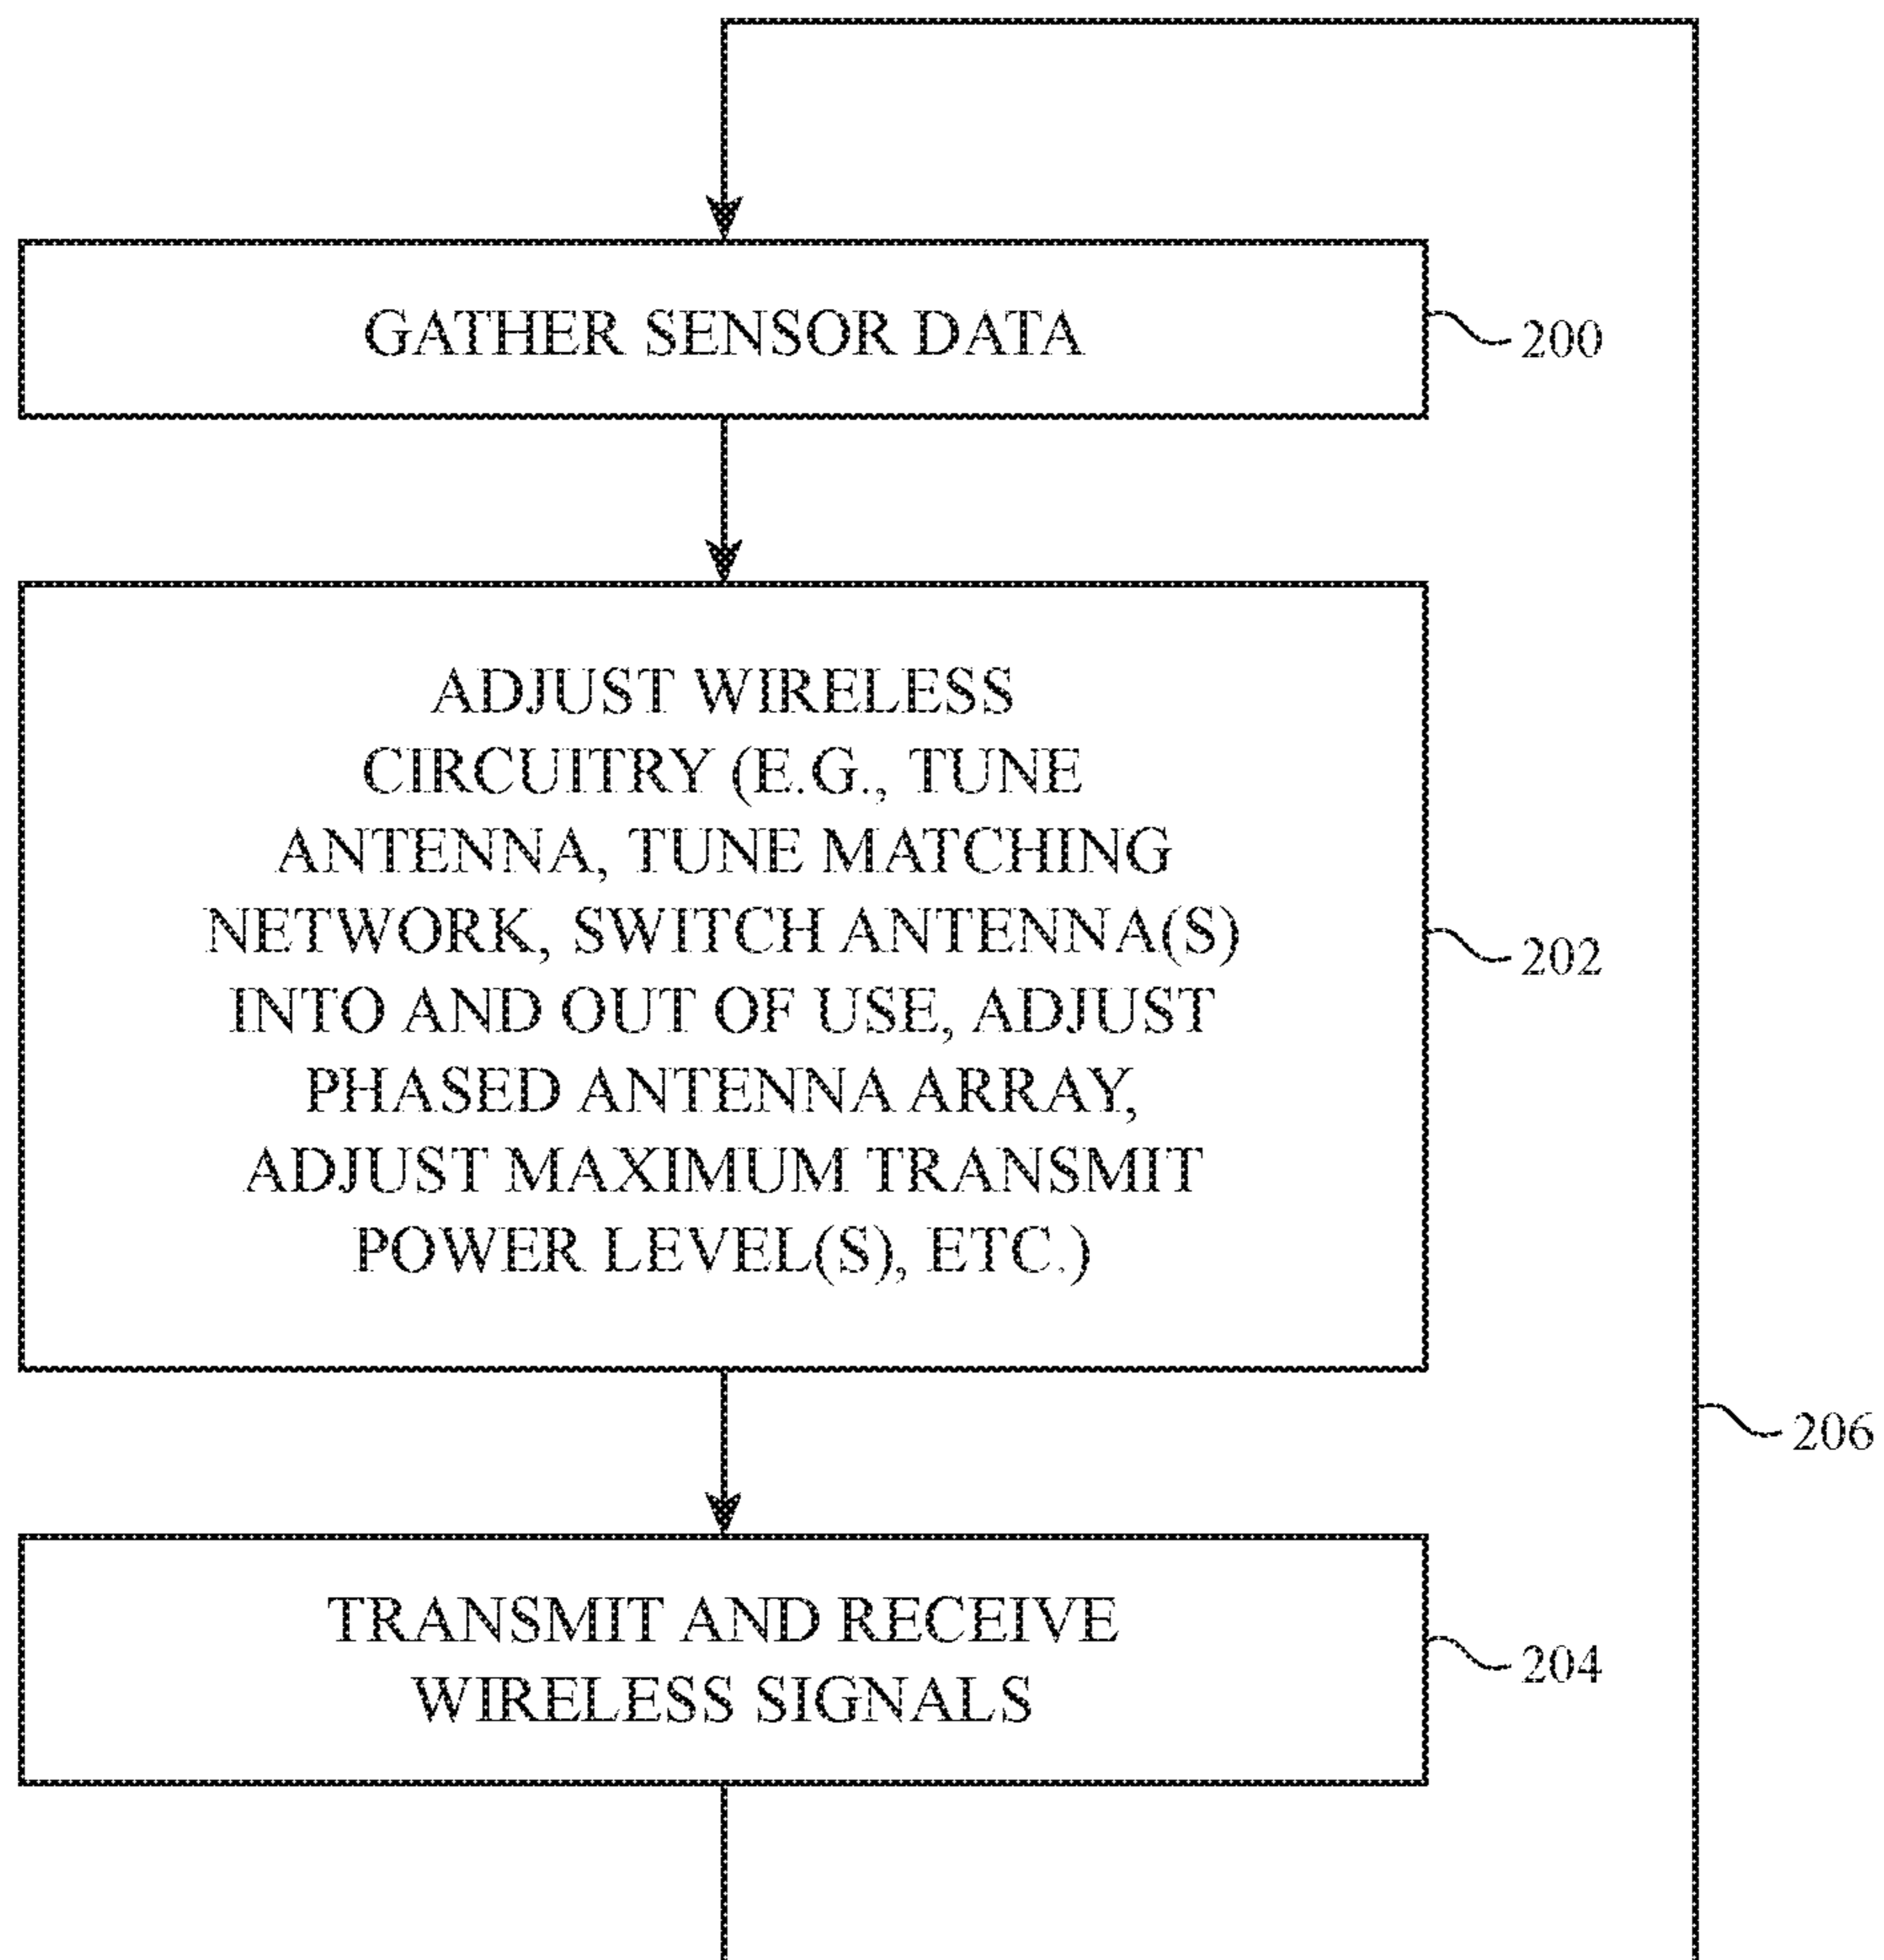 GATHER SENSOR DATA
200
ADJUST WIRELESS
CIRCUITRY (E.G., TUNE
ANTENNA, TUNE MATCHING
NETWORK, SWITCH ANTENNA(S)
INTO AND OUT OF USE, ADJUST
PHASED ANTENNA ARRAY,
ADJUST MAXIMUM TRANSMIT
POWER LEVEL(S), ETC.)
202
206
TRANSMIT AND RECEIVE
WIRELESS SIGNALS
204